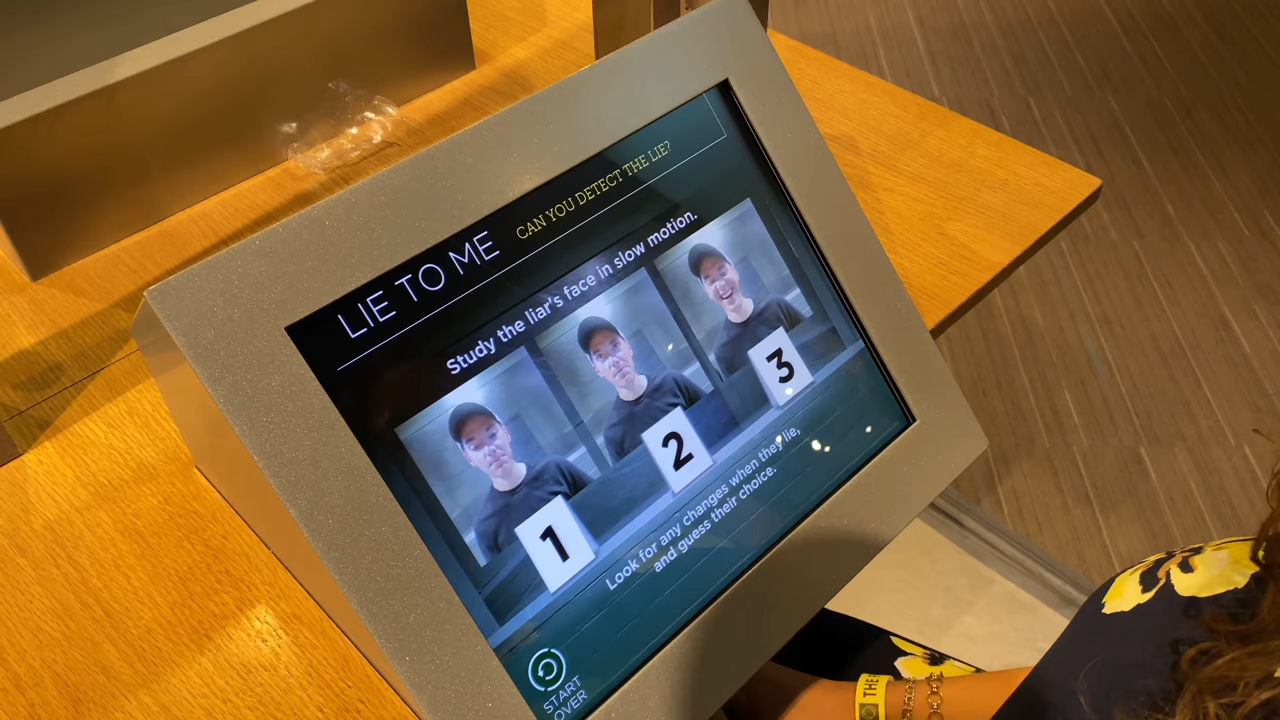 LIE TO ME
CAN YOU DETECT THE LIE?
Study the liar's face in slow motion.
1
2
3
Look for any changes when they lie,
and guess their choice.
START
OVER